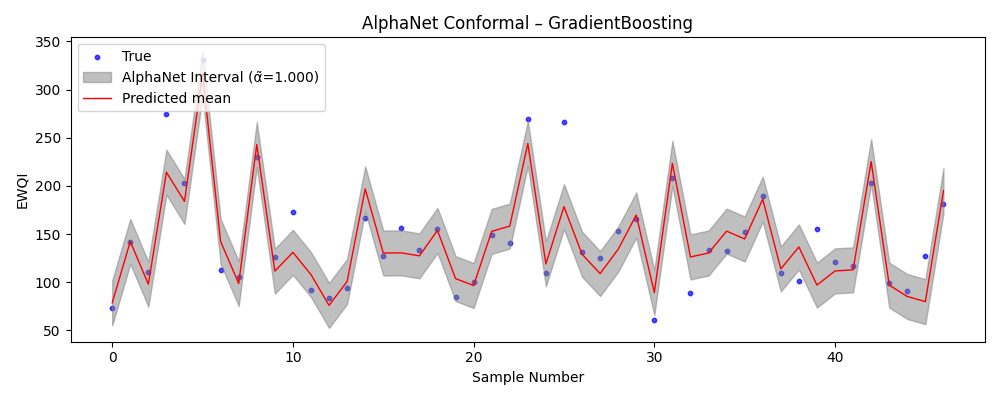 AlphaNet Conformal – GradientBoosting
True
AlphaNet Interval (α̃=1.000)
Predicted mean
EWQI
350
300
250
200
150
100
50
0
10
20
30
40
Sample Number